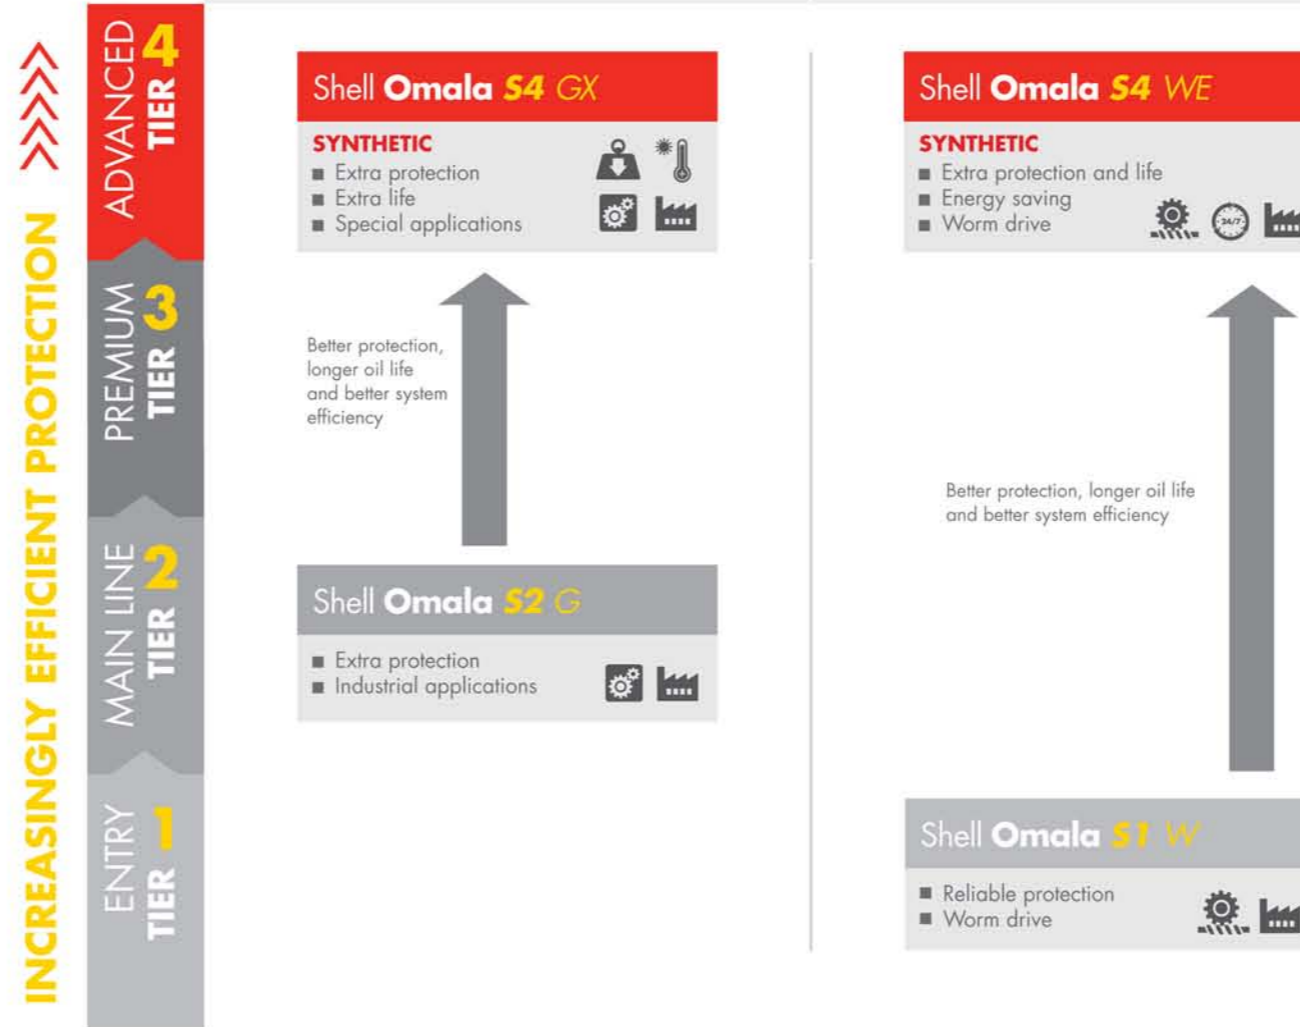 INCREASINGLY EFFICIENT PROTECTION
ADVANCED
TIER 4
PREMIUM
TIER 3
MAIN LINE
TIER 2
ENTRY
TIER 1
Shell Omala S4 GX
SYNTHETIC
Extra protection
Extra life
Special applications
Better protection,
longer oil life
and better system
efficiency
Shell Omala S2 G
Extra protection
Industrial applications
Shell Omala S4 WE
SYNTHETIC
Extra protection and life
Energy saving
Worm drive
24/7
Better protection, longer oil life
and better system efficiency
Shell Omala S1 W
Reliable protection
Worm drive